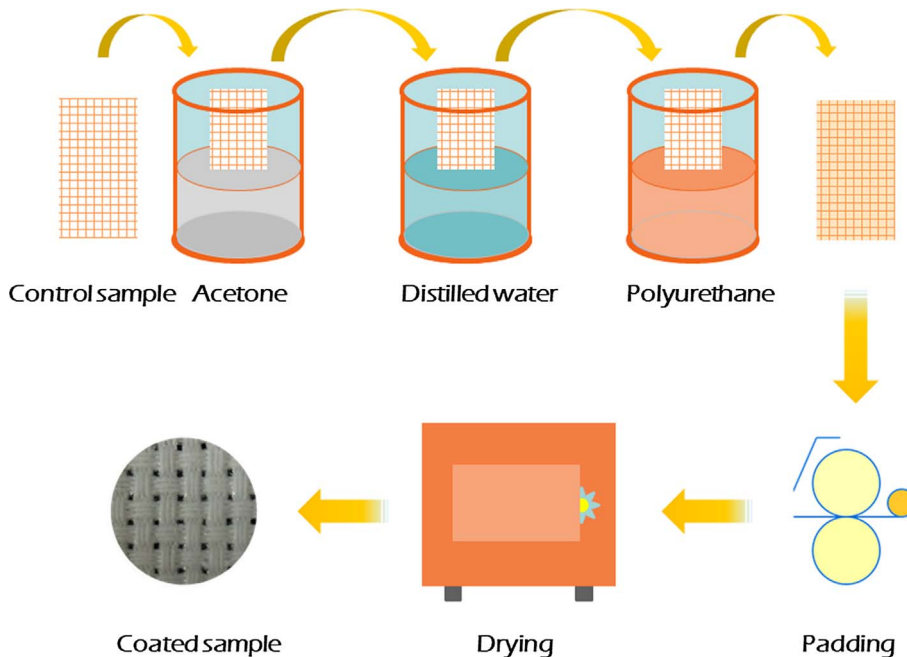 Control sample
Acetone
Distilled water
Polyurethane
Coated sample
Drying
Padding